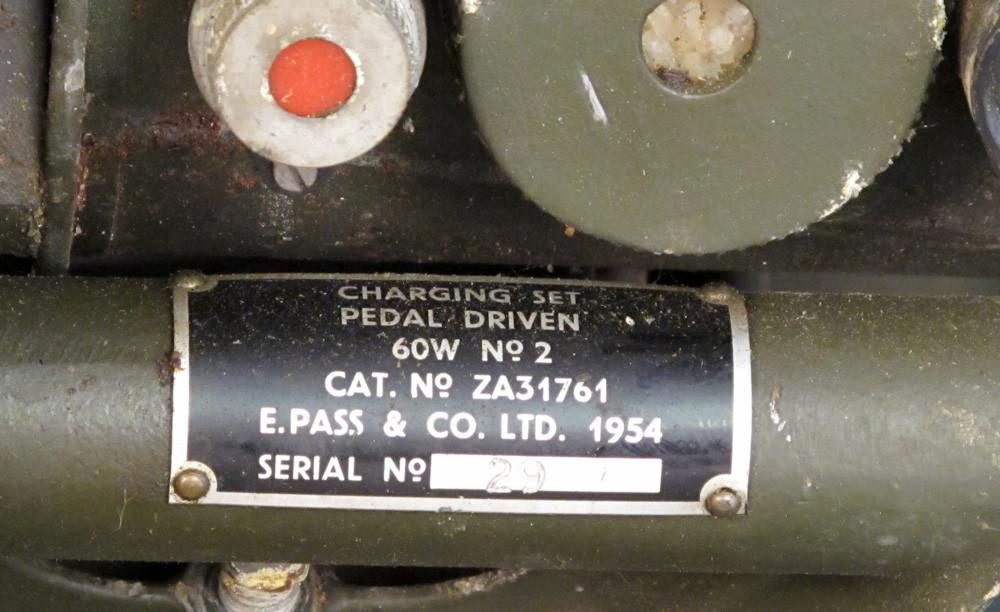 CHARGING SET
PEDAL DRIVEN
60W Nº 2
CAT. Nº ZA31761
E. PASS & CO. LTD. 1954
SERIAL Nº 29